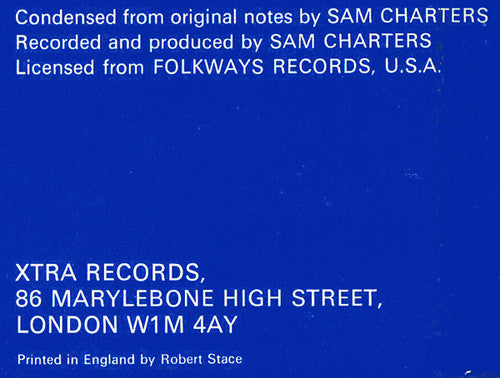 Condensed from original notes by SAM CHARTERS
Recorded and produced by SAM CHARTERS
Licensed from FOLKWAYS RECORDS, U.S.A.
XTRA RECORDS,
86 MARYLEBONE HIGH STREET,
LONDON W1M 4AY
Printed in England by Robert Stace